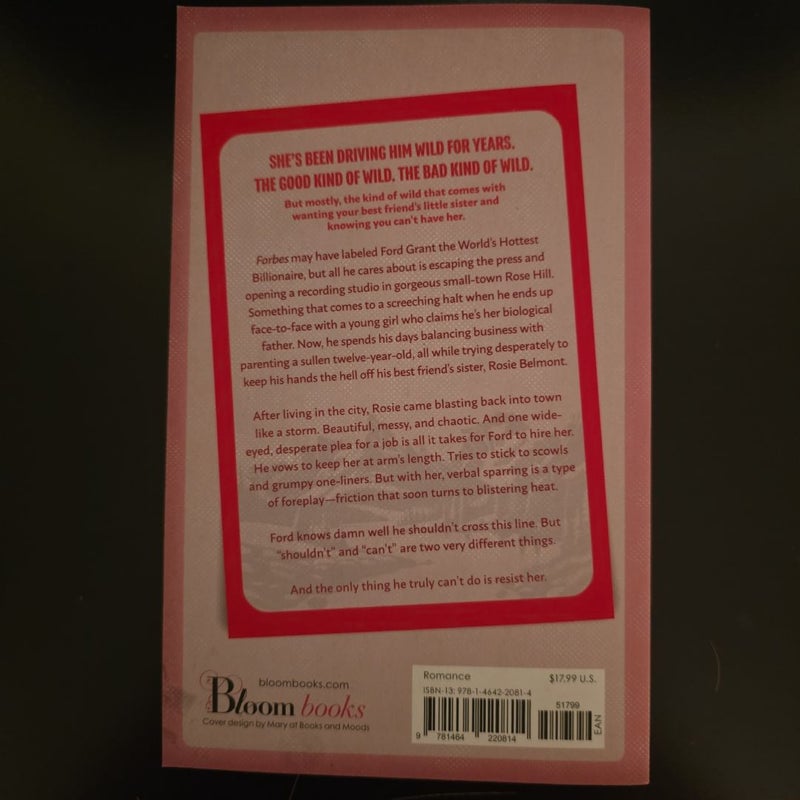 SHE'S BEEN DRIVING HIM WILD FOR YEARS.
THE GOOD KIND OF WILD. THE BAD KIND OF WILD.
But mostly, the kind of wild that comes with
wanting your best friend's little sister and
knowing you can't have her.
Forbes may have labeled Ford Grant the World's Hottest
Billionaire, but all he cares about is escaping the press and
opening a recording studio in gorgeous small-town Rose Hill.
Something that comes to a screeching halt when he ends up
face-to-face with a young girl who claims he's her biological
father. Now, he spends his days balancing business with
parenting a sullen twelve-year-old, all while trying desperately to
keep his hands the hell off his best friend's sister, Rosie Belmont.
After living in the city, Rosie came blasting back into town
like a storm. Beautiful, messy, and chaotic. And one wide-
eyed, desperate plea for a job is all it takes for Ford to hire her.
He vows to keep her at arm's length. Tries to stick to scowls
and grumpy one-liners. But with her, verbal sparring is a type
of foreplay—friction that soon turns to blistering heat.
Ford knows damn well he shouldn't cross this line. But
"shouldn't" and "can't" are two very different things.
And the only thing he truly can't do is resist her.
bloombooks.com
Bloom books
Cover design by Mary at Books and Moods
Romance $17.99 U.S.
ISBN-13: 978-1-4642-2081-4
51799
EAN
9 781464 220814